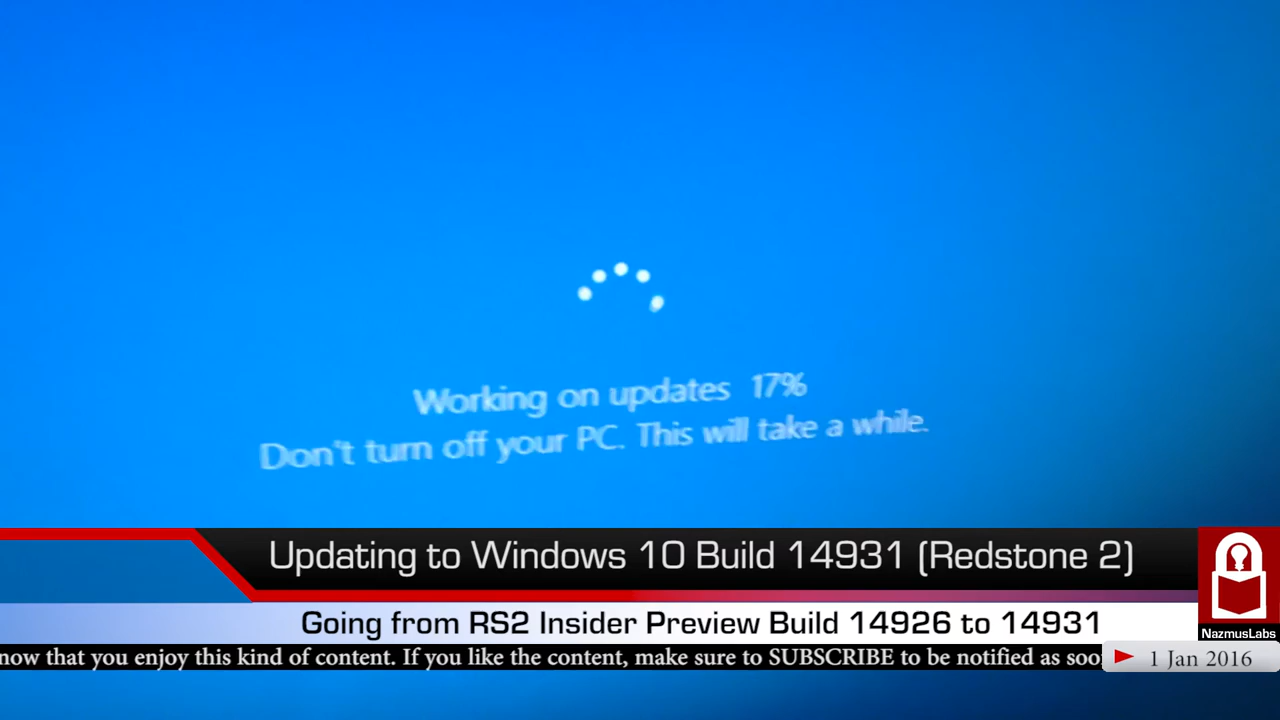 Working on updates 17%
Don't turn off your PC. This will take a while.
Updating to Windows 10 Build 14931 (Redstone 2)
Going from RS2 Insider Preview Build 14926 to 14931
NazmusLabs
now that you enjoy this kind of content. If you like the content, make sure to SUBSCRIBE to be notified as soo
1 Jan 2016